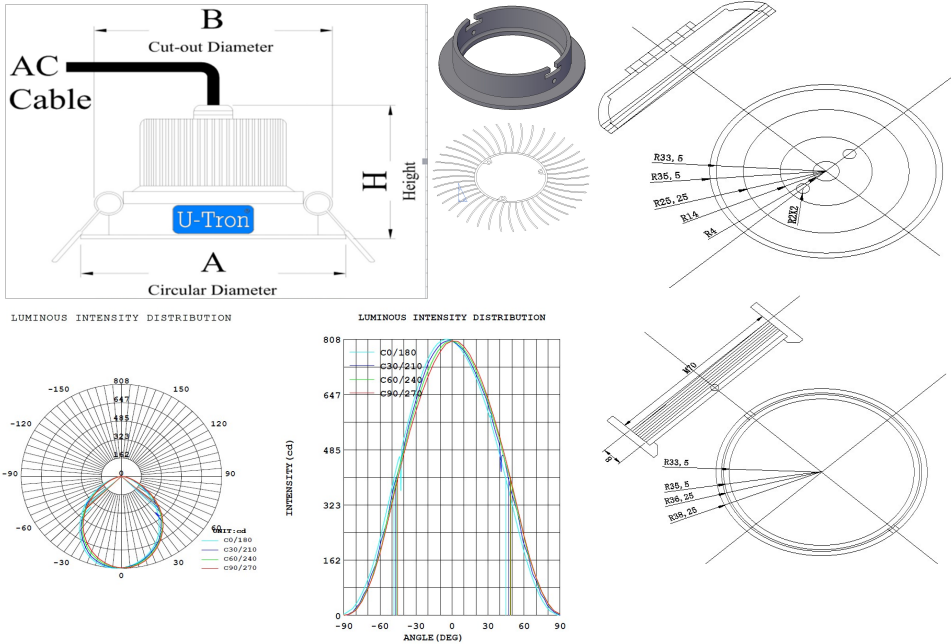 B
Cut-out Diameter
AC
Cable
H
Height
U-Tron
A
Circular Diameter
R33,5
R35,5
R25,25
R14
R4
R2X2
LUMINOUS INTENSITY DISTRIBUTION
-150
808
150
647
-120
485
120
323
162
-90
0
90
-60
60
UNIT:cd
-30
0
30
C0/180
C30/210
C60/240
C90/270
LUMINOUS INTENSITY DISTRIBUTION
808
C0/180
C30/210
C60/240
C90/270
647
485
INTENSITY(cd)
323
162
0
-90
-60
-30
0
30
60
90
ANGLE(DEG)
M70
8
R33,5
R35,5
R36,25
R38,25